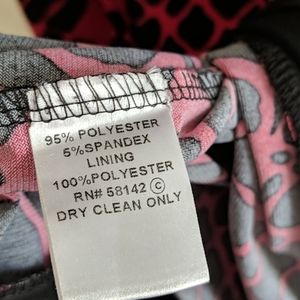 95% POLYESTER
5%SPANDEX
LINING
100%POLYESTER
RN# 58142 ©
DRY CLEAN ONLY